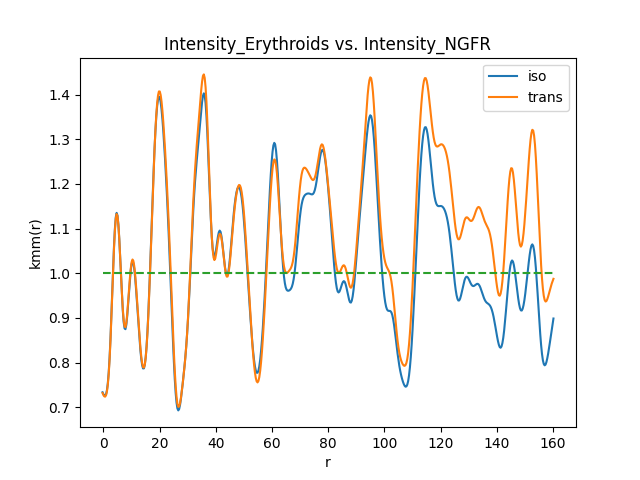 Intensity_Erythroids vs. Intensity_NGFR
iso
trans
kmm(r)
1.4
1.3
1.2
1.1
1.0
0.9
0.8
0.7
0 20 40 60 80 100 120 140 160
r